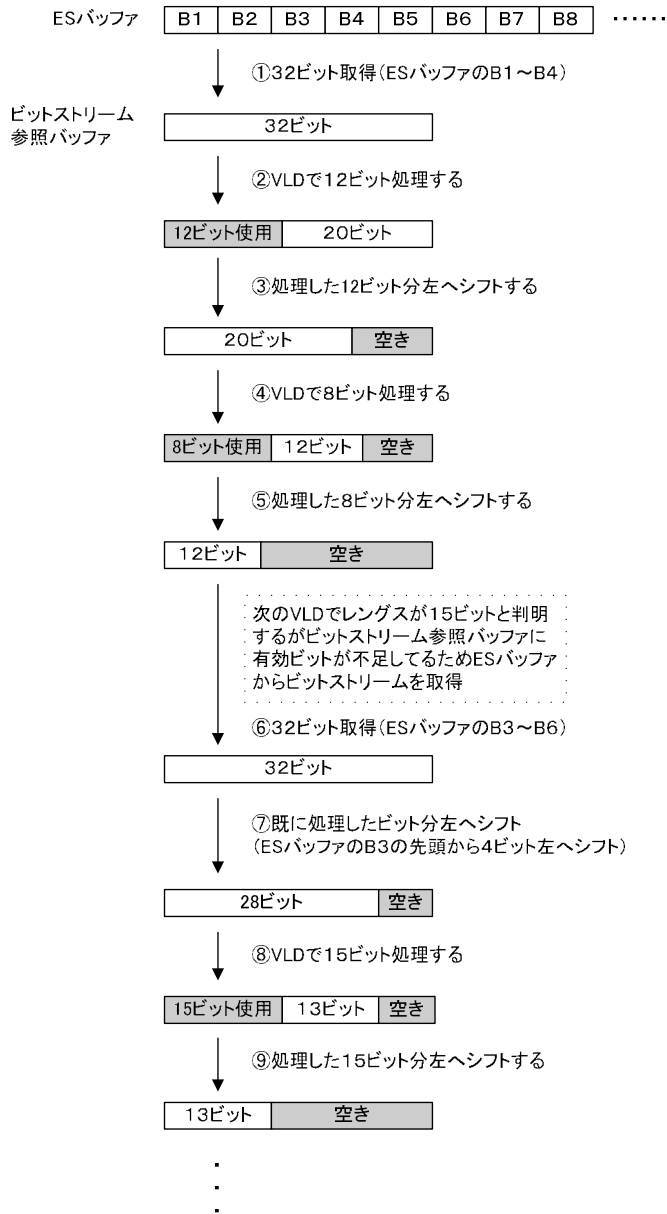 ESバッファ B1 B2 B3 B4 B5 B6 B7 B8 ……
①32ビット取得(ESバッファのB1～B4)
ビットストリーム
参照バッファ
32ビット
②VLDで12ビット処理する
12ビット使用 20ビット
③処理した12ビット分左へシフトする
20ビット 空き
④VLDで8ビット処理する
8ビット使用 12ビット 空き
⑤処理した8ビット分左へシフトする
12ビット 空き
次のVLDでレングスが15ビットと判明
するがビットストリーム参照バッファに
有効ビットが不足してるためESバッファ
からビットストリームを取得
⑥32ビット取得(ESバッファのB3～B6)
32ビット
⑦既に処理したビット分左へシフト
(ESバッファのB3の先頭から4ビット左へシフト)
28ビット 空き
⑧VLDで15ビット処理する
15ビット使用 13ビット 空き
⑨処理した15ビット分左へシフトする
13ビット 空き